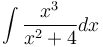 ∫ x³/(x² + 4) dx